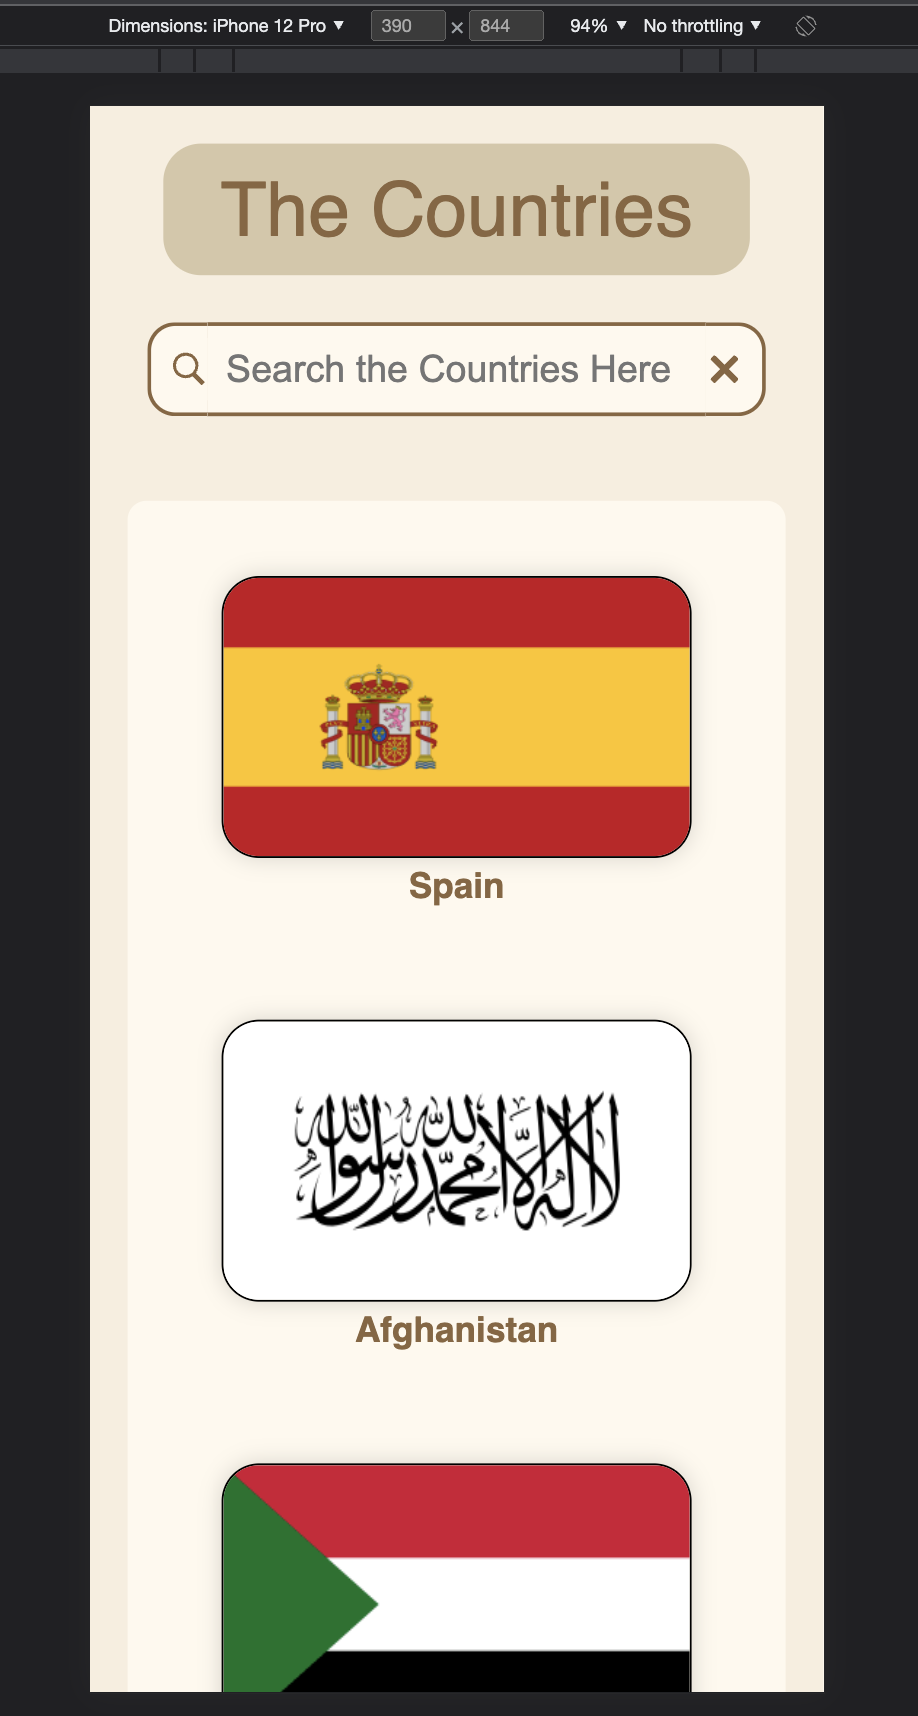 Dimensions: iPhone 12 Pro ▼ 390 × 844 94% ▼ No throttling ▼
The Countries
Search the Countries Here
Spain
لا إله إلا الله محمد رسول الله
Afghanistan